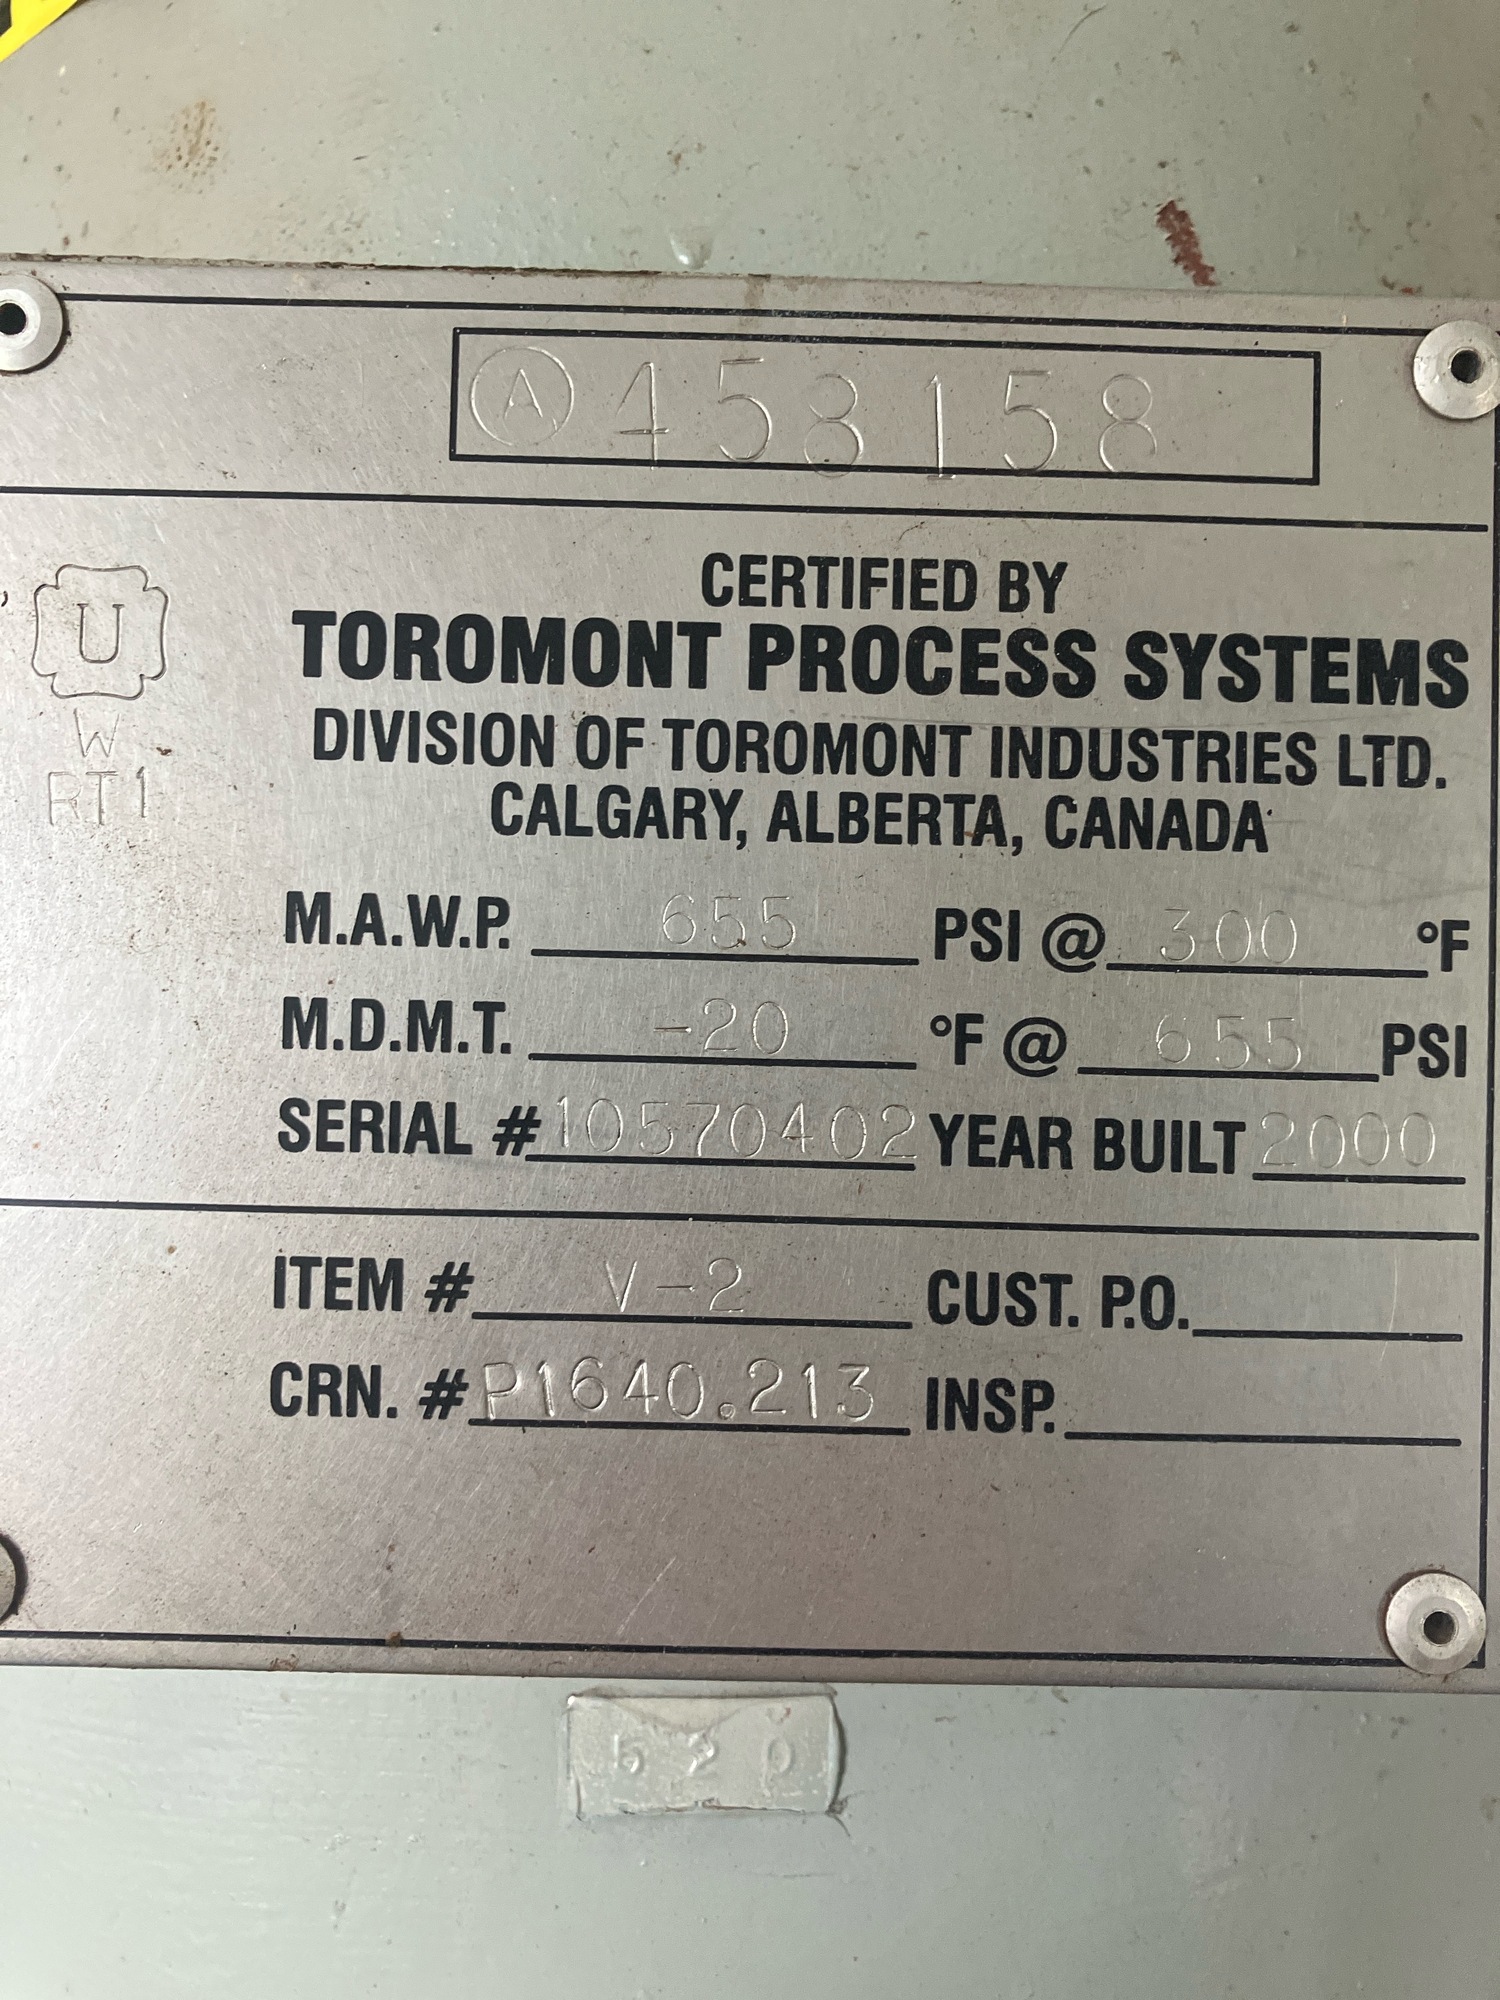 A 458158
CERTIFIED BY
U
TOROMONT PROCESS SYSTEMS
W
DIVISION OF TOROMONT INDUSTRIES LTD.
RT1
CALGARY, ALBERTA, CANADA
M.A.W.P. 655 PSI @ 300 °F
M.D.M.T. -20 °F @ 655 PSI
SERIAL # 10570402 YEAR BUILT 2000
ITEM # V-2 CUST. P.O.
CRN. # P1640.213 INSP.